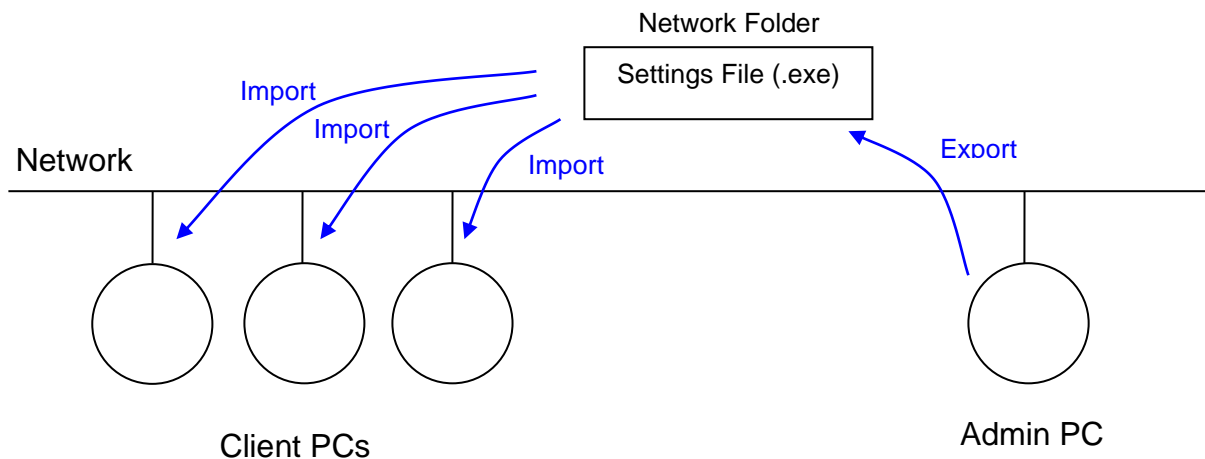 Network Folder
Settings File (.exe)
Import
Import
Import
Export
Network
Client PCs
Admin PC